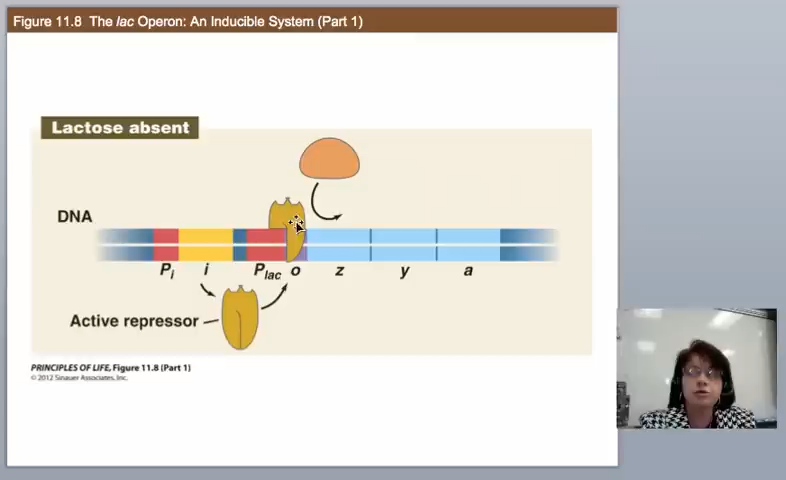 Figure 11.8 The lac Operon: An Inducible System (Part 1)
Lactose absent
DNA
Pi i Plac o z y a
Active repressor
PRINCIPLES OF LIFE, Figure 11.8 (Part 1)
© 2012 Sinauer Associates, Inc.